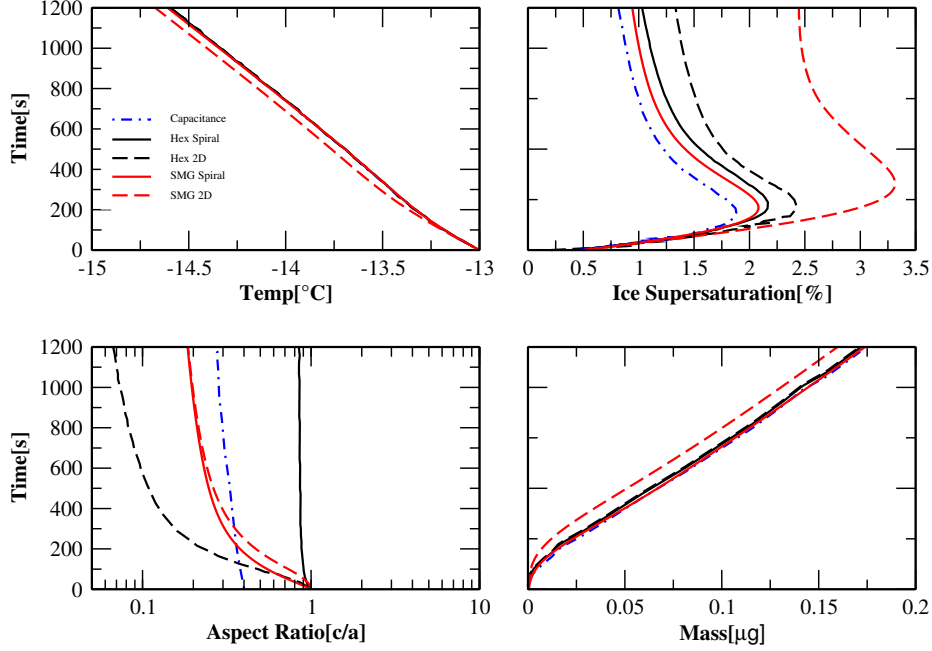 1200
1000
800
600
400
200
0
Time[s]
Capacitance
Hex Spiral
Hex 2D
SMG Spiral
SMG 2D
-15 -14.5 -14 -13.5 -13
Temp[°C]
0 0.5 1 1.5 2 2.5 3 3.5
Ice Supersaturation[%]
1200
1000
800
600
400
200
0
Time[s]
0.1 1 10
Aspect Ratio[c/a]
0 0.05 0.1 0.15 0.2
Mass[µg]